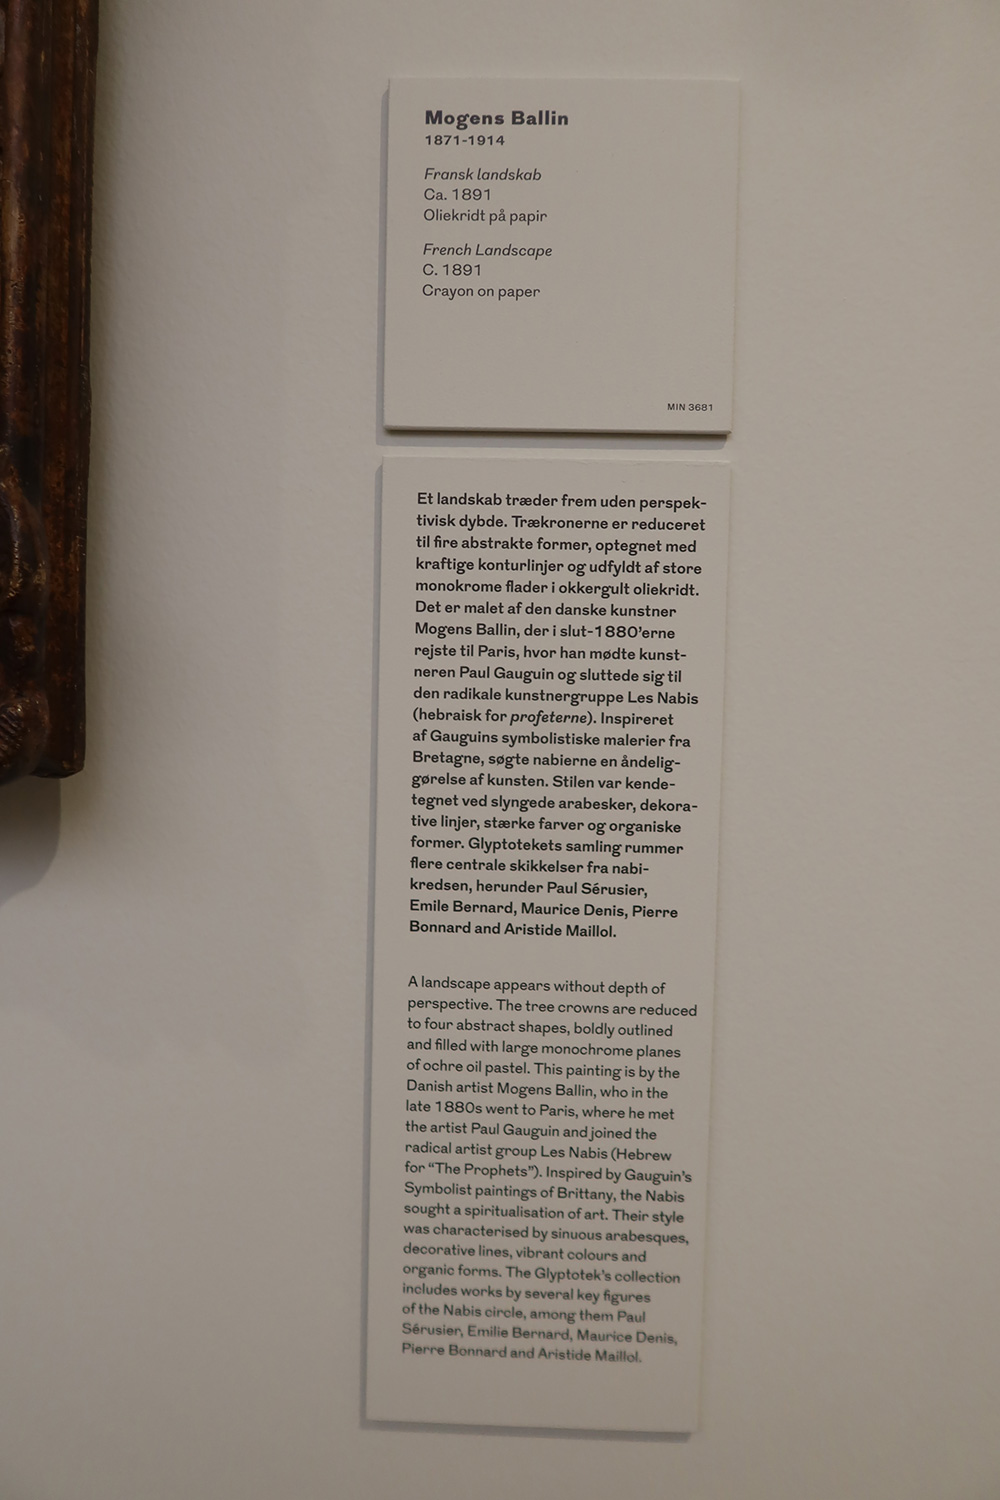 Mogens Ballin
1871-1914
Fransk landskab
Ca. 1891
Oliekridt på papir
French Landscape
C. 1891
Crayon on paper
MIN 3681
Et landskab træder frem uden perspek-
tivisk dybde. Trækronerne er reduceret
til fire abstrakte former, optegnet med
kraftige konturlinjer og udfyldt af store
monokrome flader i okkergult oliekridt.
Det er malet af den danske kunstner
Mogens Ballin, der i slut-1880’erne
rejste til Paris, hvor han mødte kunst-
neren Paul Gauguin og sluttede sig til
den radikale kunstnergruppe Les Nabis
(hebraisk for profeterne). Inspireret
af Gauguins symbolistiske malerier fra
Bretagne, søgte nabierne en åndelig-
gørelse af kunsten. Stilen var kende-
tegnet ved slyngede arabesker, dekora-
tive linjer, stærke farver og organiske
former. Glyptotekets samling rummer
flere centrale skikkelser fra nabi-
kredsen, herunder Paul Sérusier,
Emile Bernard, Maurice Denis, Pierre
Bonnard and Aristide Maillol.
A landscape appears without depth of
perspective. The tree crowns are reduced
to four abstract shapes, boldly outlined
and filled with large monochrome planes
of ochre oil pastel. This painting is by the
Danish artist Mogens Ballin, who in the
late 1880s went to Paris, where he met
the artist Paul Gauguin and joined the
radical artist group Les Nabis (Hebrew
for “The Prophets”). Inspired by Gauguin’s
Symbolist paintings of Brittany, the Nabis
sought a spiritualisation of art. Their style
was characterised by sinuous arabesques,
decorative lines, vibrant colours and
organic forms. The Glyptotek’s collection
includes works by several key figures
of the Nabis circle, among them Paul
Sérusier, Emilie Bernard, Maurice Denis,
Pierre Bonnard and Aristide Maillol.